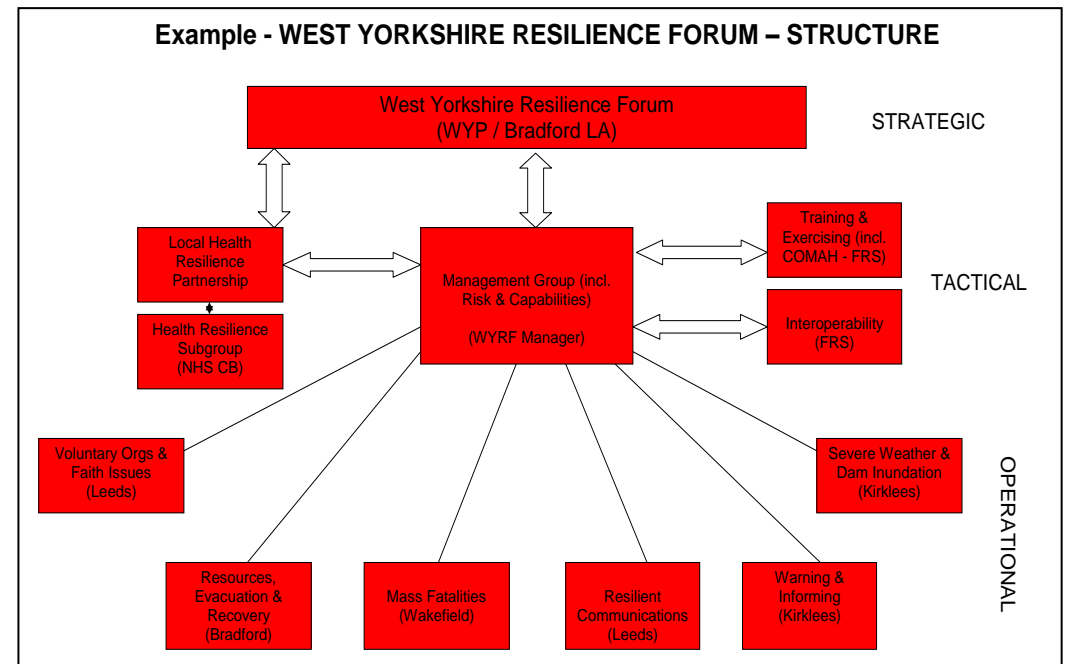 Example - WEST YORKSHIRE RESILIENCE FORUM – STRUCTURE
West Yorkshire Resilience Forum
(WYP / Bradford LA)
STRATEGIC
Local Health
Resilience
Partnership
Health Resilience
Subgroup
(NHS CB)
Management Group (incl.
Risk & Capabilities)
(WYRF Manager)
Training &
Exercising (incl.
COMAH - FRS)
TACTICAL
Interoperability
(FRS)
Voluntary Orgs &
Faith Issues
(Leeds)
Severe Weather &
Dam Inundation
(Kirklees)
OPERATIONAL
Resources,
Evacuation &
Recovery
(Bradford)
Mass Fatalities
(Wakefield)
Resilient
Communications
(Leeds)
Warning &
Informing
(Kirklees)